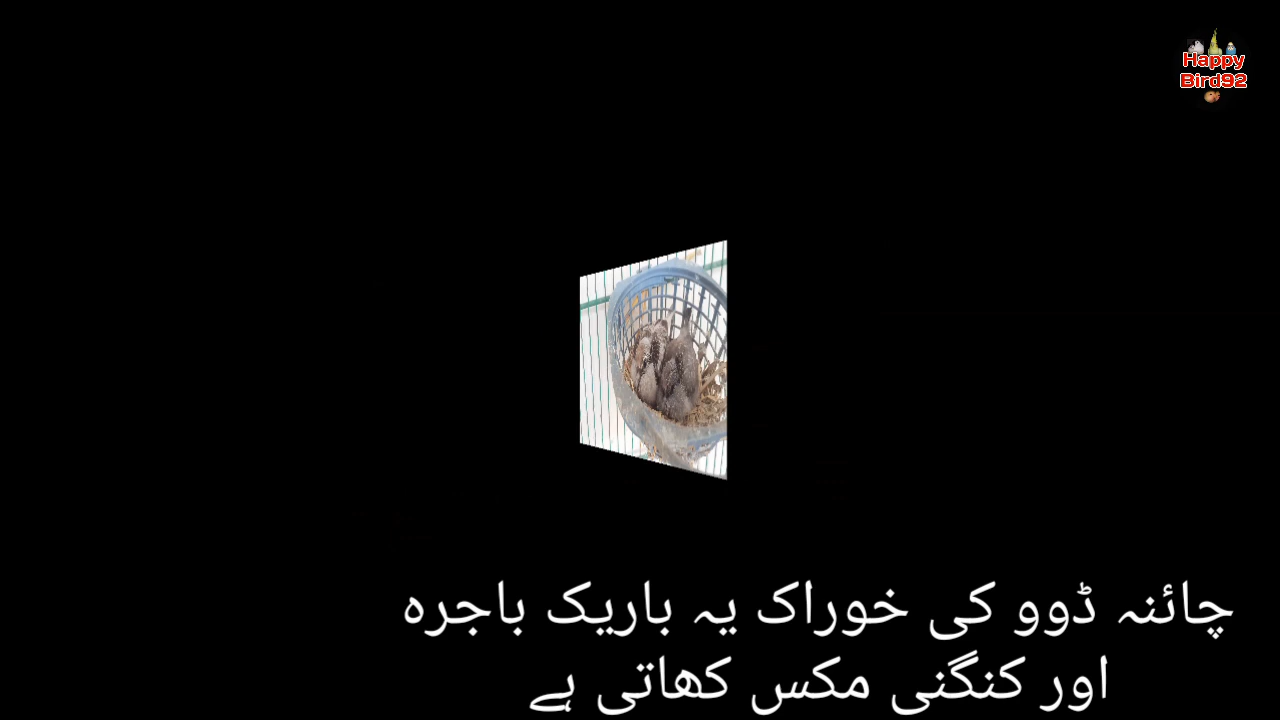 Happy
Bird92
چائنہ ڈوو کی خوراک یہ باریک باجرہ
اور کنگنی مکس کھاتی ہے